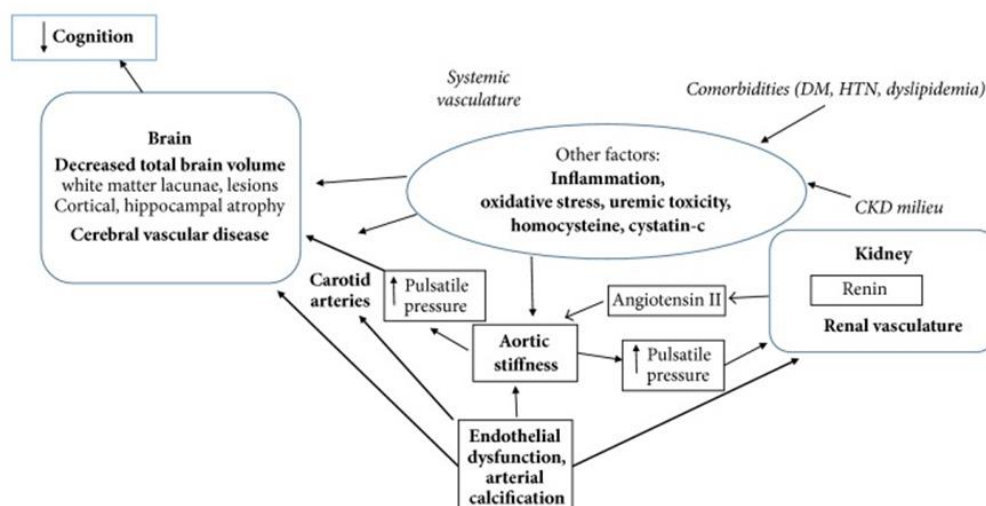 ↓ Cognition
Brain
Decreased total brain volume
white matter lacunae, lesions
Cortical, hippocampal atrophy
Cerebral vascular disease
Systemic
vasculature
Comorbidities (DM, HTN, dyslipidemia)
Other factors:
Inflammation,
oxidative stress, uremic toxicity,
homocysteine, cystatin-c
CKD milieu
Kidney
Renin
Renal vasculature
Carotid
arteries
↑ Pulsatile
pressure
Angiotensin II
Aortic
stiffness
↑ Pulsatile
pressure
Endothelial
dysfunction,
arterial
calcification